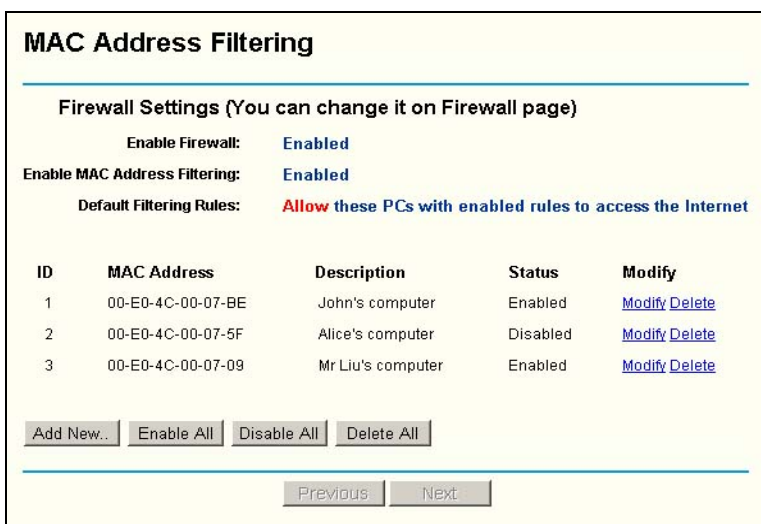 MAC Address Filtering
Firewall Settings (You can change it on Firewall page)
Enable Firewall: Enabled
Enable MAC Address Filtering: Enabled
Default Filtering Rules: Allow these PCs with enabled rules to access the Internet
ID MAC Address Description Status Modify
1 00-E0-4C-00-07-BE John's computer Enabled Modify Delete
2 00-E0-4C-00-07-5F Alice's computer Disabled Modify Delete
3 00-E0-4C-00-07-09 Mr Liu's computer Enabled Modify Delete
Add New.. Enable All Disable All Delete All
Previous Next